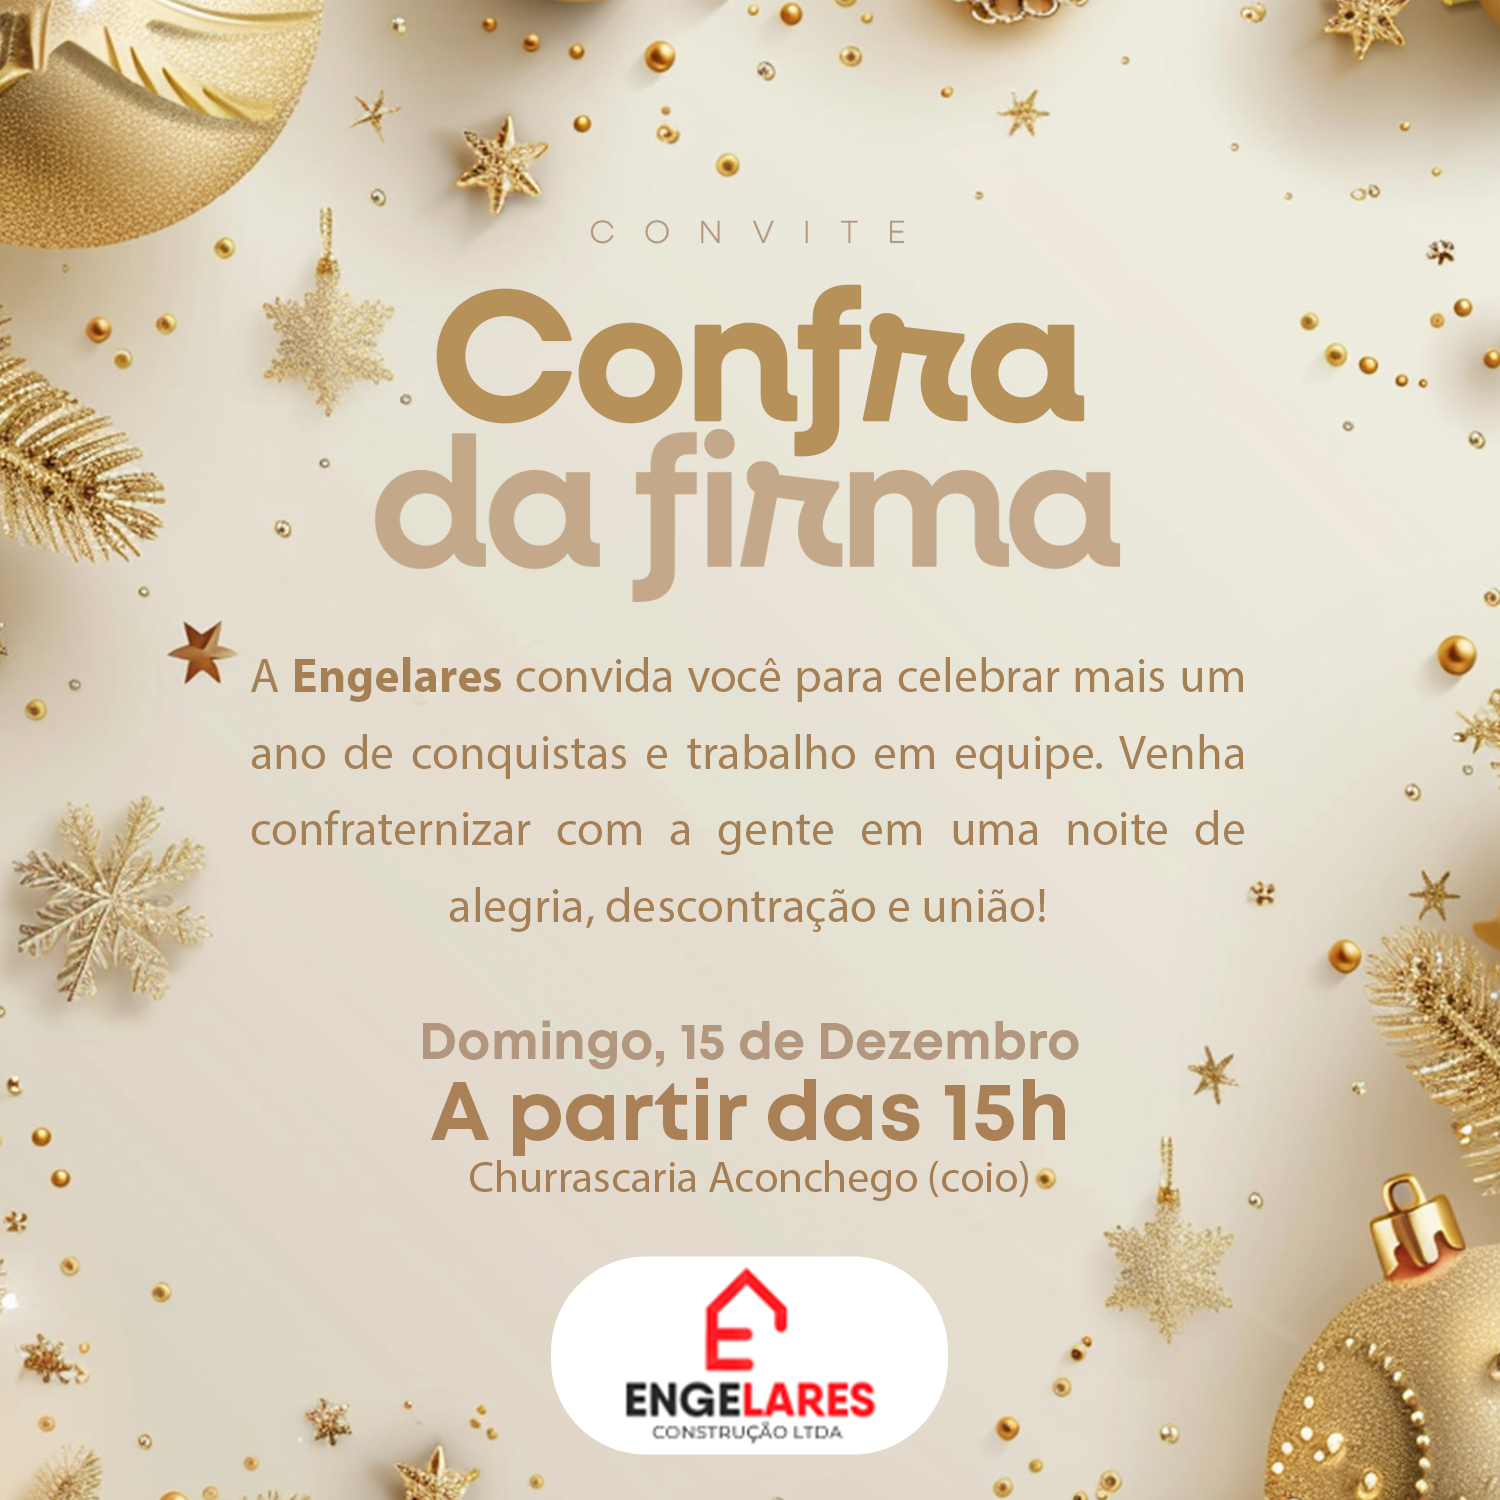 CONVITE
Confra
da firma
A Engelares convida você para celebrar mais um
ano de conquistas e trabalho em equipe. Venha
confraternizar com a gente em uma noite de
alegria, descontração e união!
Domingo, 15 de Dezembro
A partir das 15h
Churrascaria Aconchego (coio)
ENGELARES
CONSTRUÇÃO LTDA